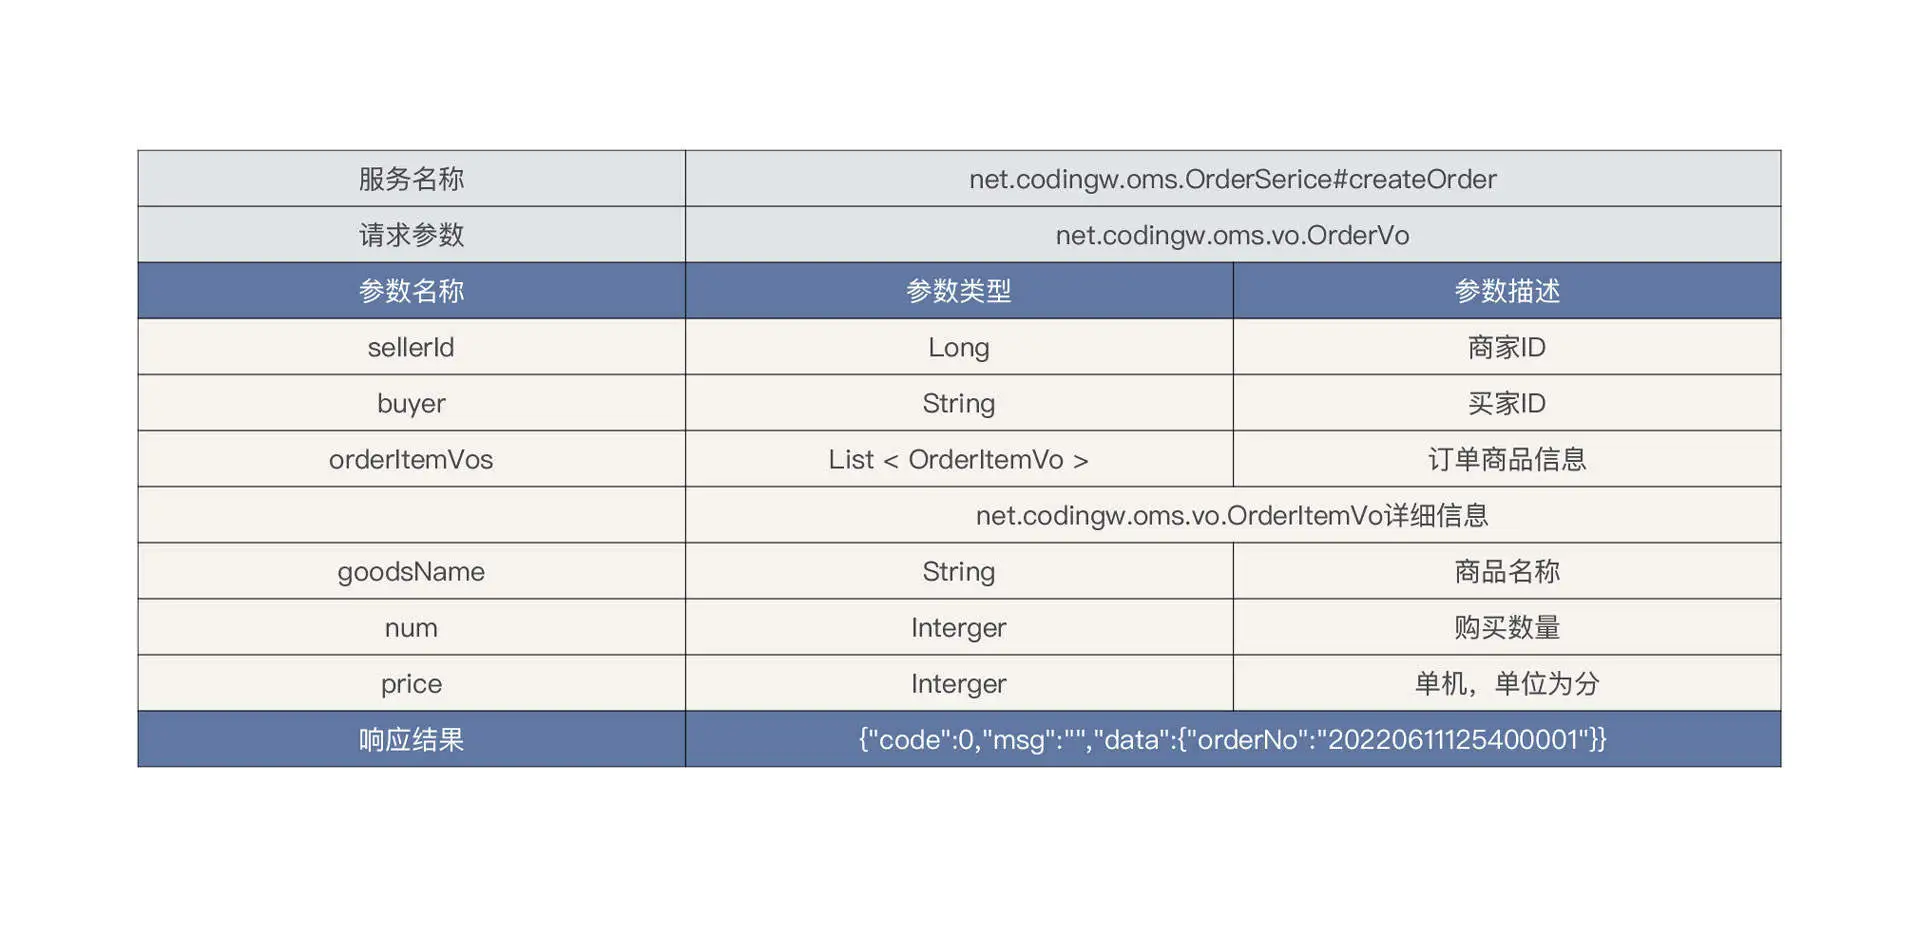 服务名称 net.codingw.oms.OrderSerice#createOrder
请求参数 net.codingw.oms.vo.OrderVo
参数名称 参数类型 参数描述
sellerId Long 商家ID
buyer String 买家ID
orderItemVos List < OrderItemVo > 订单商品信息
net.codingw.oms.vo.OrderItemVo详细信息
goodsName String 商品名称
num Interger 购买数量
price Interger 单机，单位为分
响应结果 {"code":0,"msg":"","data":{"orderNo":"20220611125400001"}}